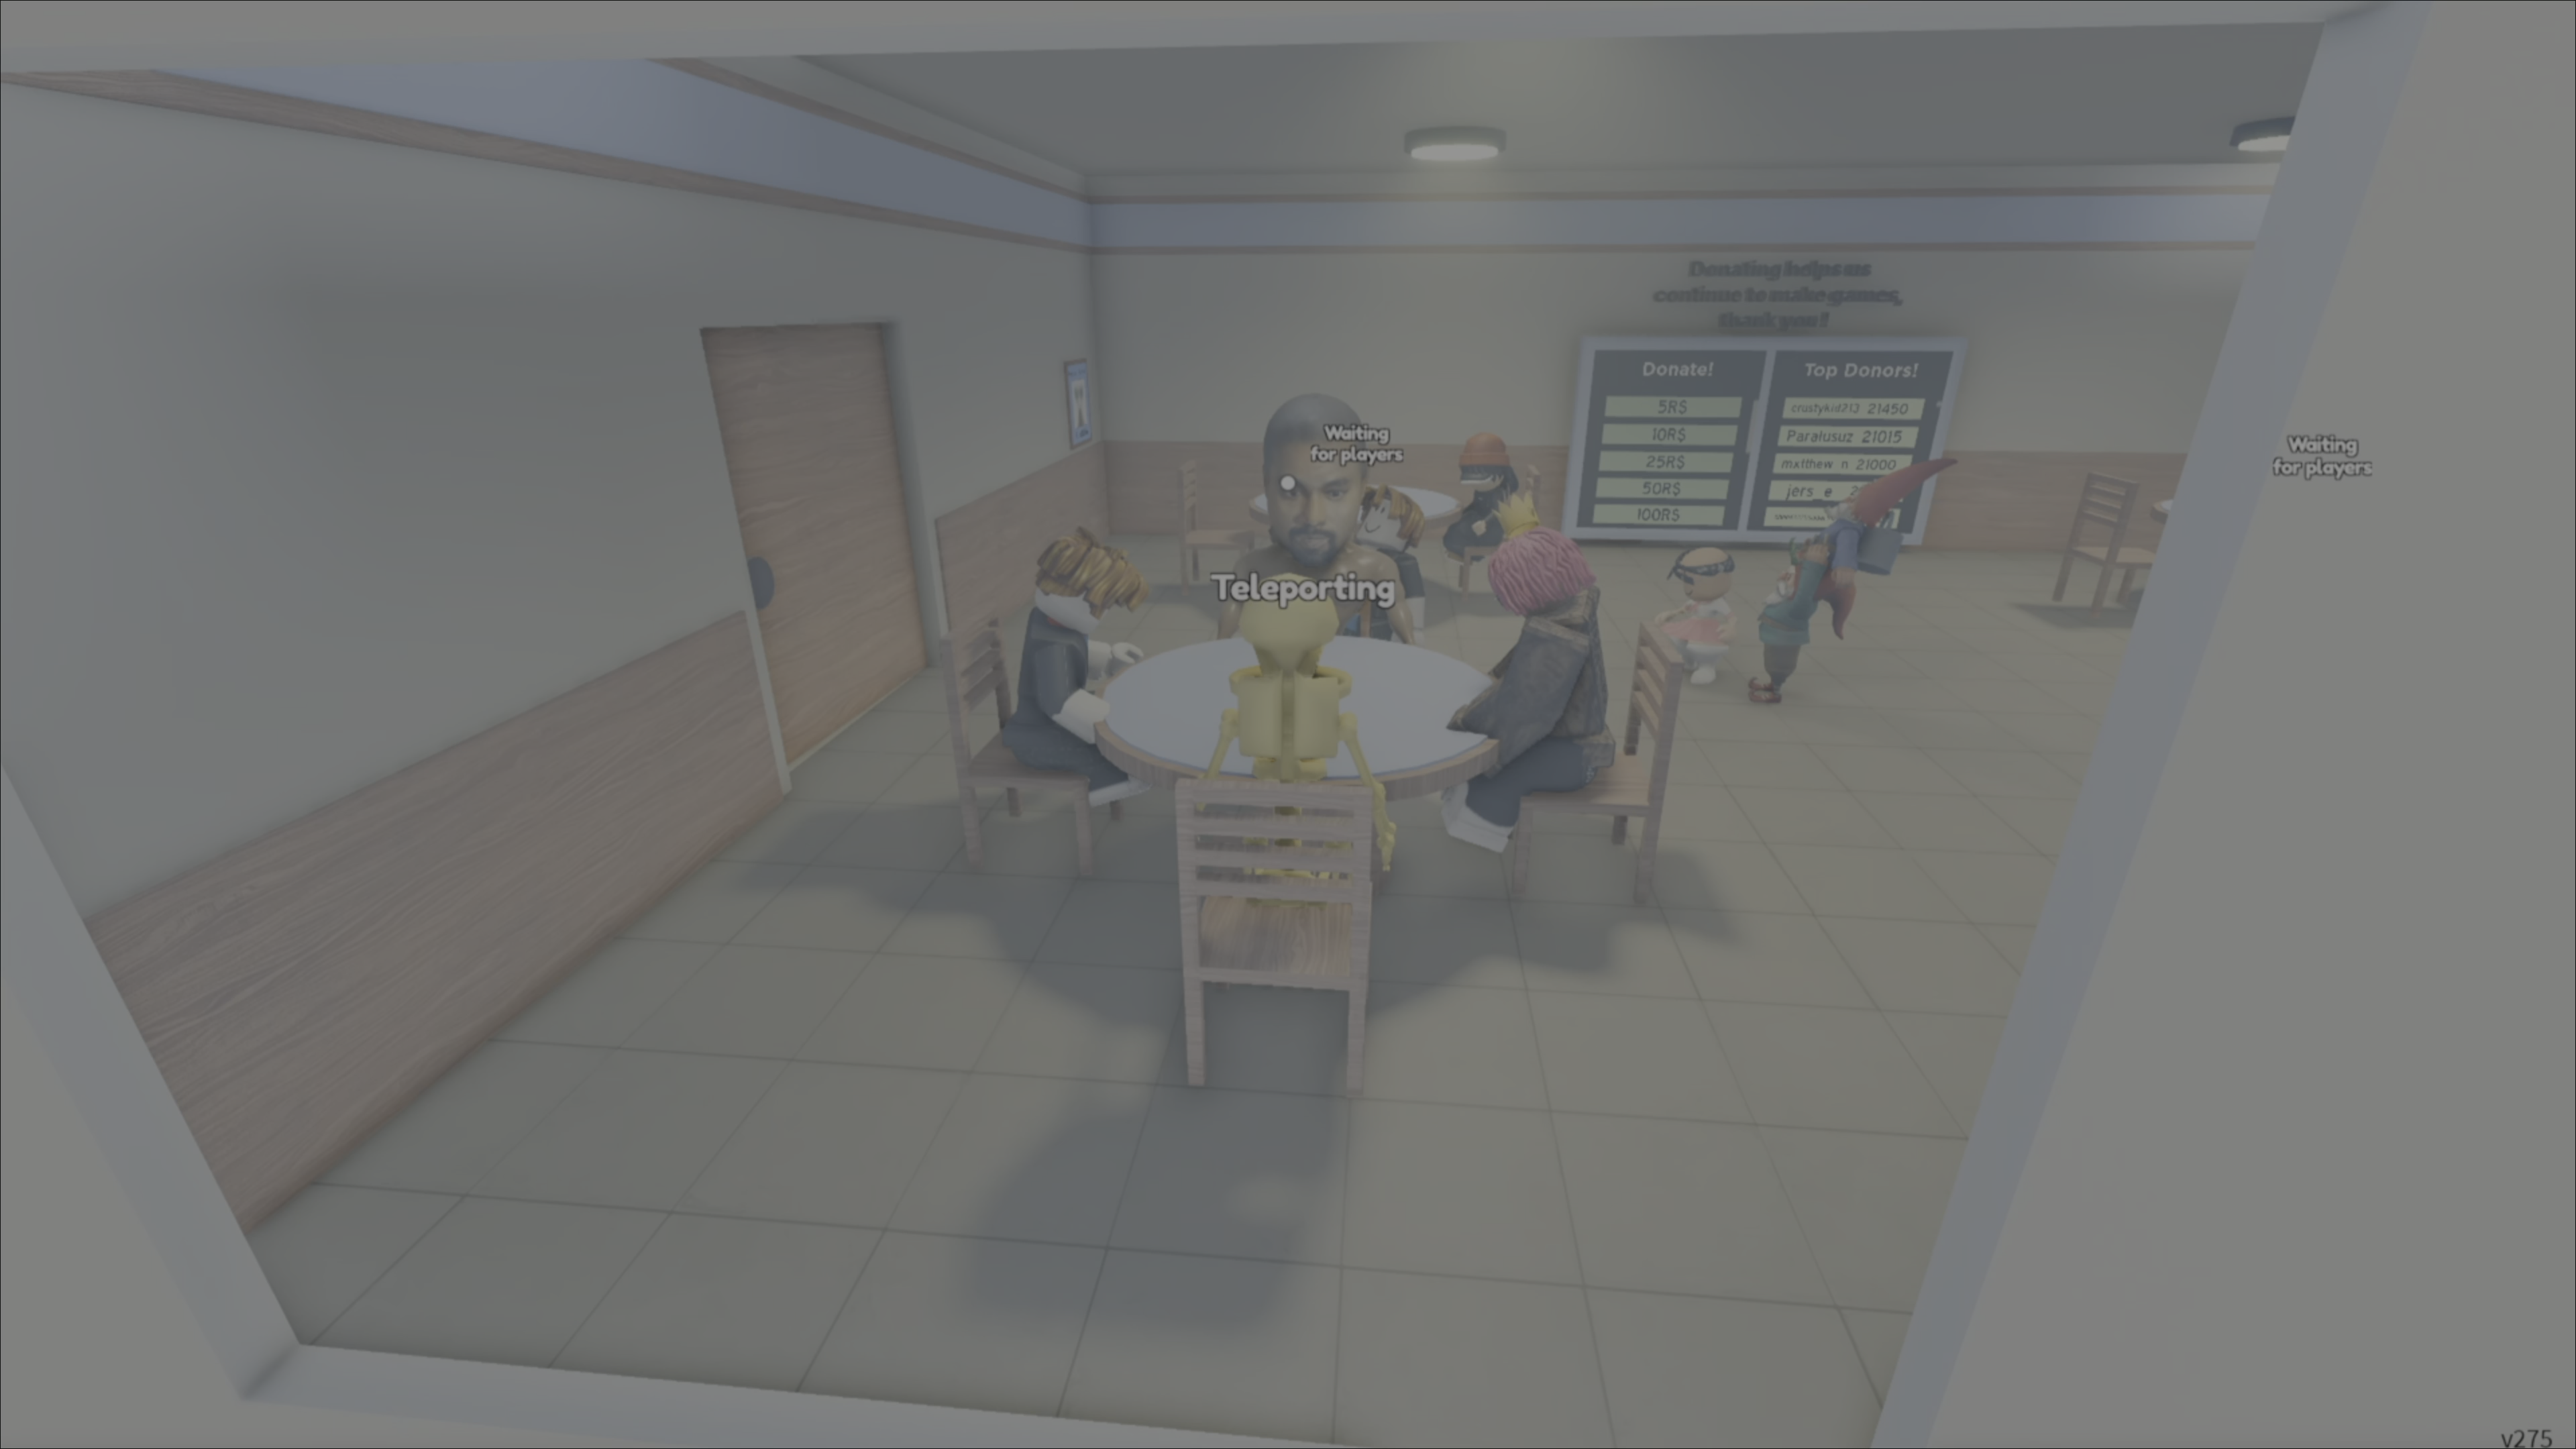 Donating helps us
continue to make games,
thank you!
Donate!
5R$
10R$
25R$
50R$
100R$
Top Donors!
crustykid213 21450
Paralusuz 21015
mxtthew_n 21000
jers_e
Waiting
for players
Waiting
for players
Teleporting
v275